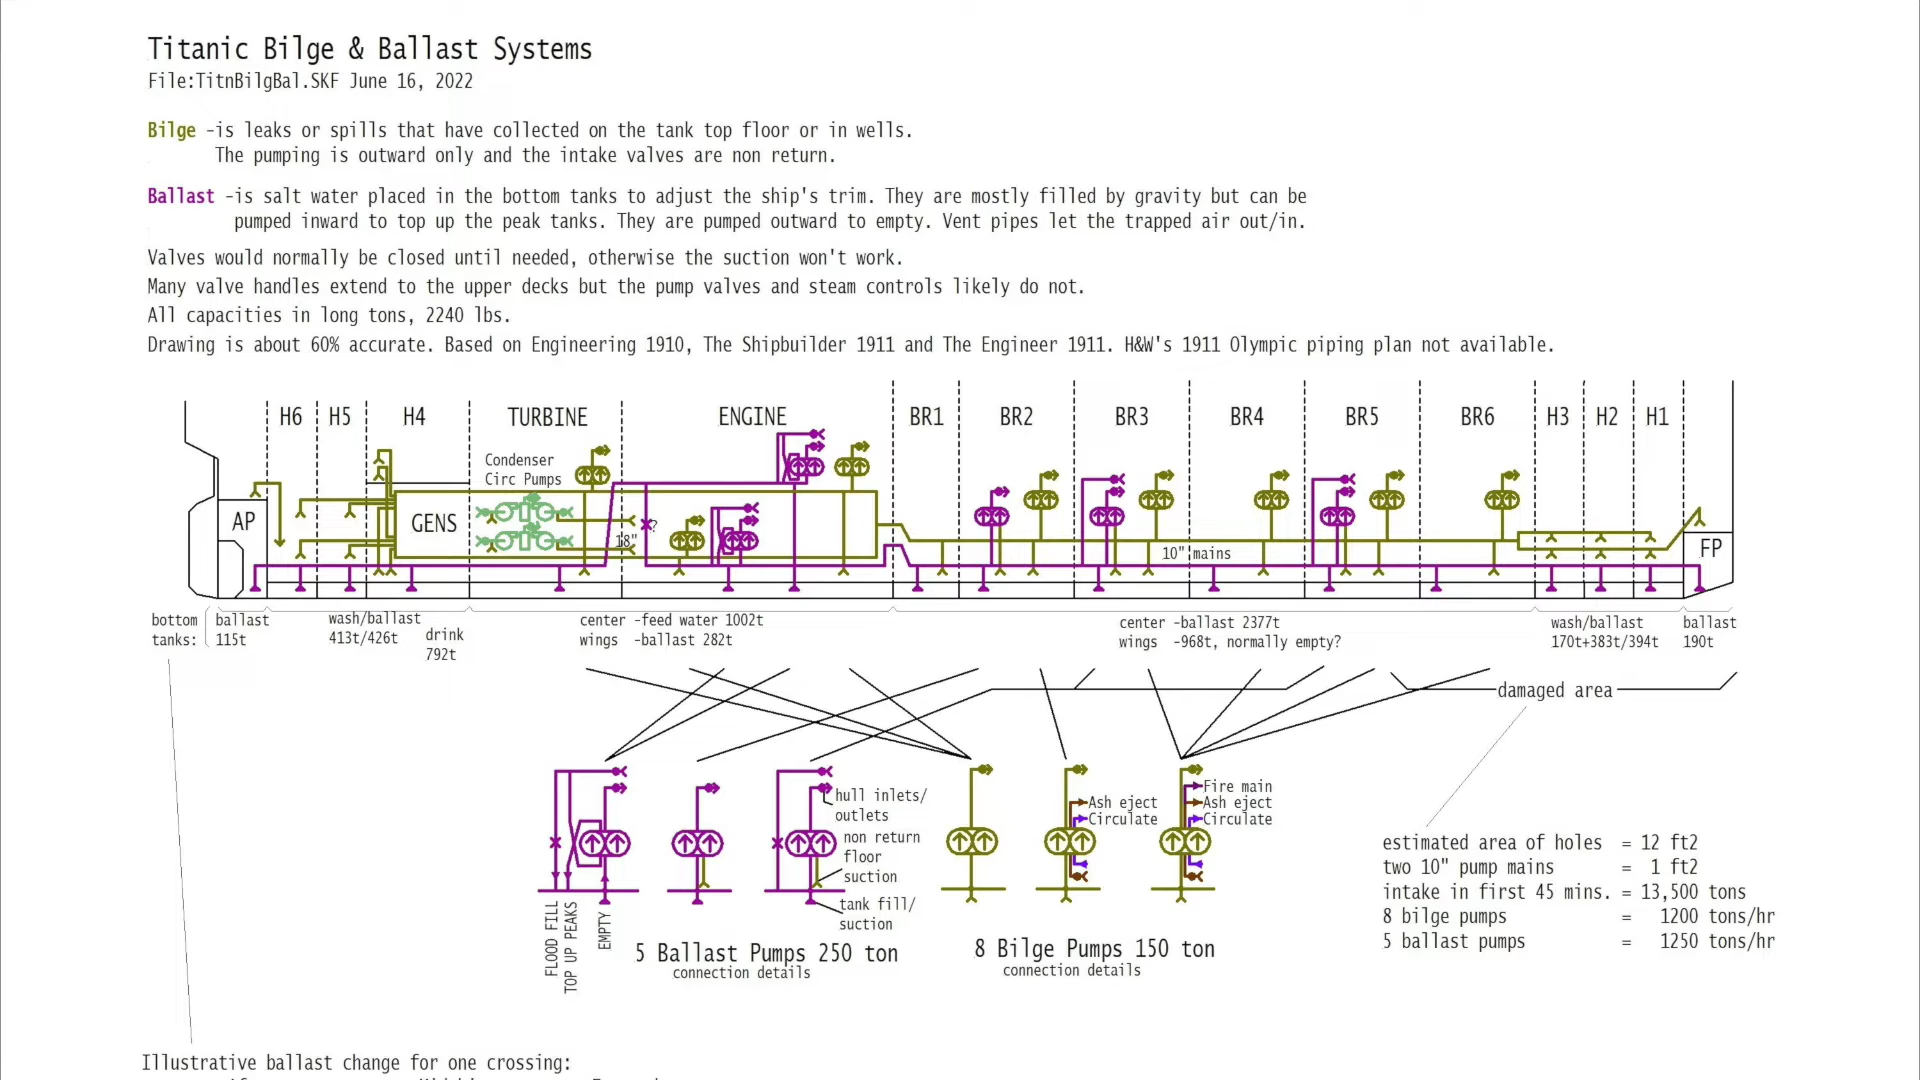 Titanic Bilge & Ballast Systems
File:TitnBilgBal.SKF June 16, 2022
Bilge -is leaks or spills that have collected on the tank top floor or in wells.
The pumping is outward only and the intake valves are non return.
Ballast -is salt water placed in the bottom tanks to adjust the ship's trim. They are mostly filled by gravity but can be
pumped inward to top up the peak tanks. They are pumped outward to empty. Vent pipes let the trapped air out/in.
Valves would normally be closed until needed, otherwise the suction won't work.
Many valve handles extend to the upper decks but the pump valves and steam controls likely do not.
All capacities in long tons, 2240 lbs.
Drawing is about 60% accurate. Based on Engineering 1910, The Shipbuilder 1911 and The Engineer 1911. H&W's 1911 Olympic piping plan not available.
H6 H5 H4 TURBINE ENGINE BR1 BR2 BR3 BR4 BR5 BR6 H3 H2 H1
Condenser
Circ Pumps
AP GENS ? FP
18"
10" mains
bottom
tanks:
ballast
115t
wash/ballast
413t/426t
drink
792t
center -feed water 1002t
wings -ballast 282t
center -ballast 2377t
wings -968t, normally empty?
wash/ballast
170t+383t/394t
ballast
190t
damaged area
hull inlets/
outlets
non return
floor
suction
tank fill/
suction
Ash eject
Circulate
Fire main
Ash eject
Circulate
FLOOD FILL
TOP UP PEAKS
EMPTY
5 Ballast Pumps 250 ton
connection details
8 Bilge Pumps 150 ton
connection details
estimated area of holes = 12 ft2
two 10" pump mains = 1 ft2
intake in first 45 mins. = 13,500 tons
8 bilge pumps = 1200 tons/hr
5 ballast pumps = 1250 tons/hr
Illustrative ballast change for one crossing: